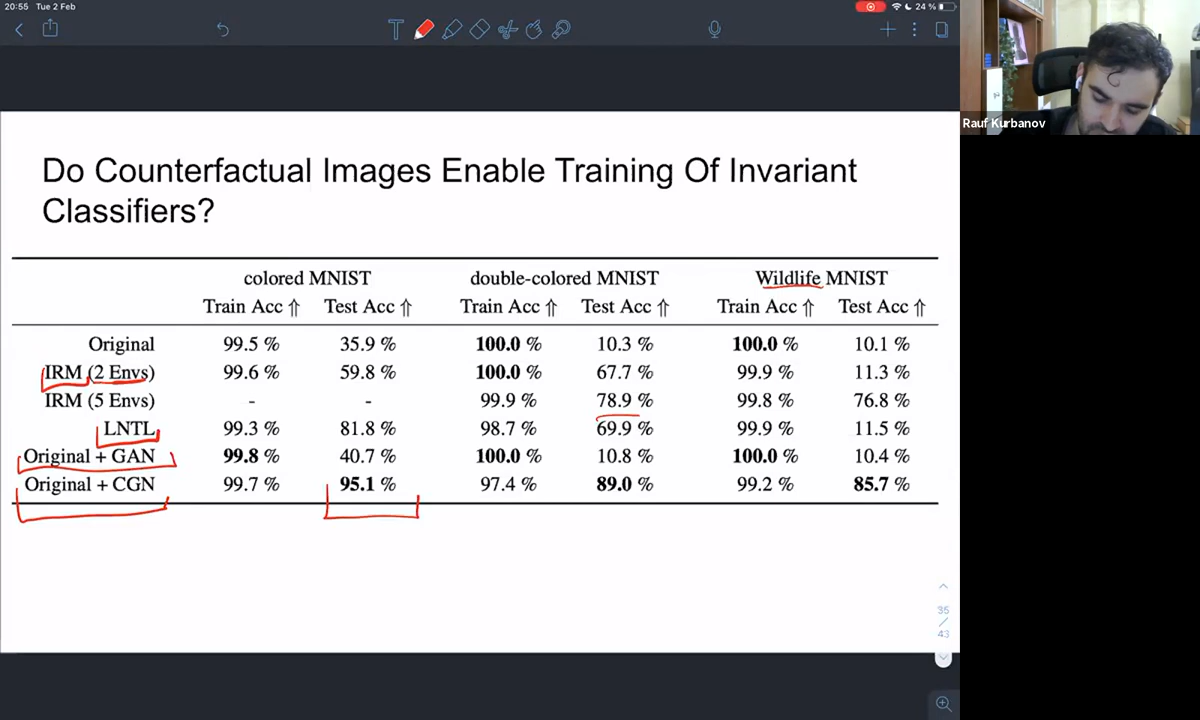 20:55 Tue 2 Feb
24 %
T
Rauf Kurbanov
Do Counterfactual Images Enable Training Of Invariant
Classifiers?
colored MNIST double-colored MNIST Wildlife MNIST
Train Acc ⇑ Test Acc ⇑ Train Acc ⇑ Test Acc ⇑ Train Acc ⇑ Test Acc ⇑
Original 99.5 % 35.9 % 100.0 % 10.3 % 100.0 % 10.1 %
IRM (2 Envs) 99.6 % 59.8 % 100.0 % 67.7 % 99.9 % 11.3 %
IRM (5 Envs) - - 99.9 % 78.9 % 99.8 % 76.8 %
LNTL 99.3 % 81.8 % 98.7 % 69.9 % 99.9 % 11.5 %
Original + GAN 99.8 % 40.7 % 100.0 % 10.8 % 100.0 % 10.4 %
Original + CGN 99.7 % 95.1 % 97.4 % 89.0 % 99.2 % 85.7 %
35
/
43